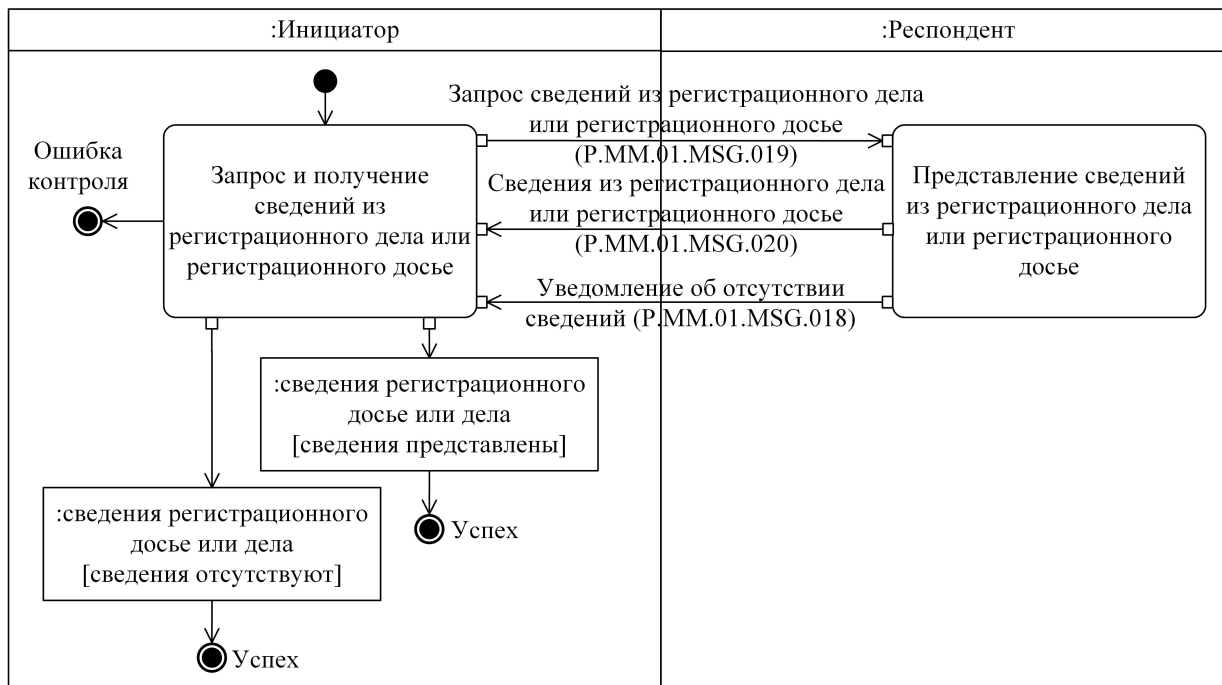 :Инициатор
:Респондент
Запрос сведений из регистрационного дела
или регистрационного досье
(P.MM.01.MSG.019)
Ошибка
контроля
Запрос и получение
сведений из
регистрационного дела или
регистрационного досье
Сведения из регистрационного дела
или регистрационного досье
(P.MM.01.MSG.020)
Представление сведений
из регистрационного дела
или регистрационного
досье
Уведомление об отсутствии
сведений (P.MM.01.MSG.018)
:сведения регистрационного
досье или дела
[сведения представлены]
Успех
:сведения регистрационного
досье или дела
[сведения отсутствуют]
Успех